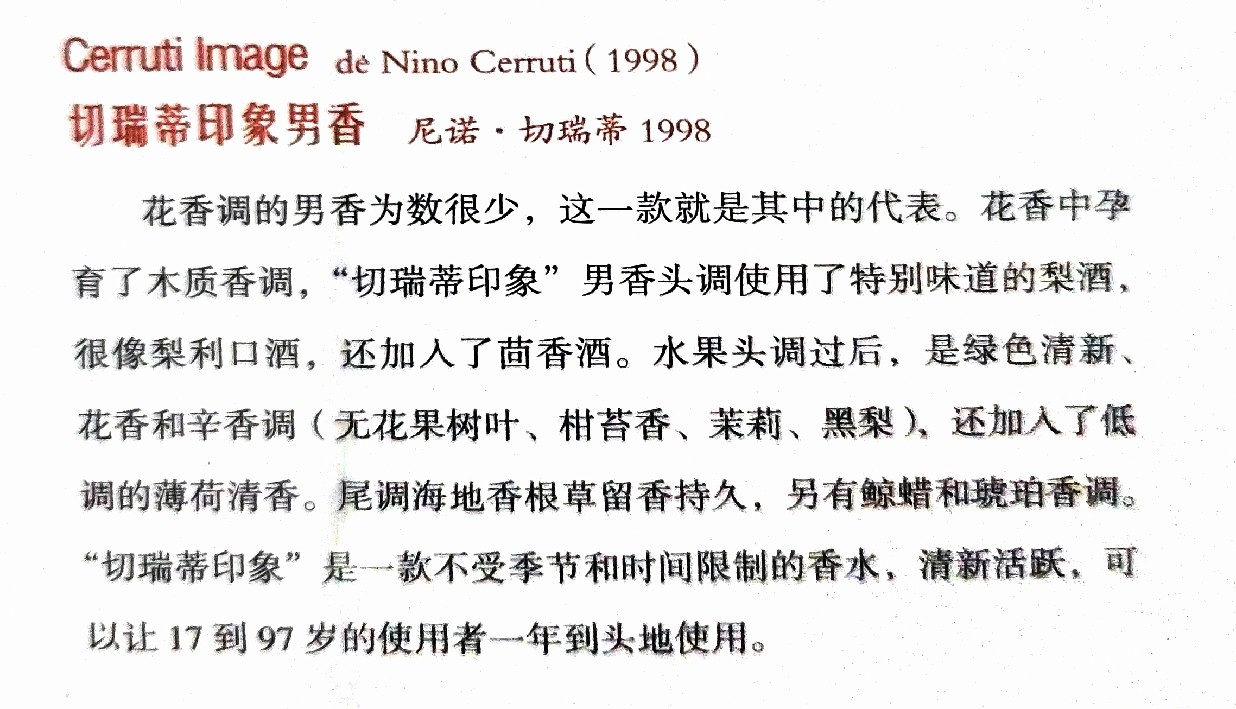 Cerruti Image de Nino Cerruti（1998）
切瑞蒂印象男香 尼诺·切瑞蒂 1998
花香调的男香为数很少，这一款就是其中的代表。花香中孕
育了木质香调，“切瑞蒂印象”男香头调使用了特别味道的梨酒，
很像梨利口酒，还加入了茴香酒。水果头调过后，是绿色清新、
花香和辛香调（无花果树叶、柑苔香、茉莉、黑梨），还加入了低
调的薄荷清香。尾调海地香根草留香持久，另有鲸蜡和琥珀香调。
“切瑞蒂印象”是一款不受季节和时间限制的香水，清新活跃，可
以让 17 到 97 岁的使用者一年到头地使用。